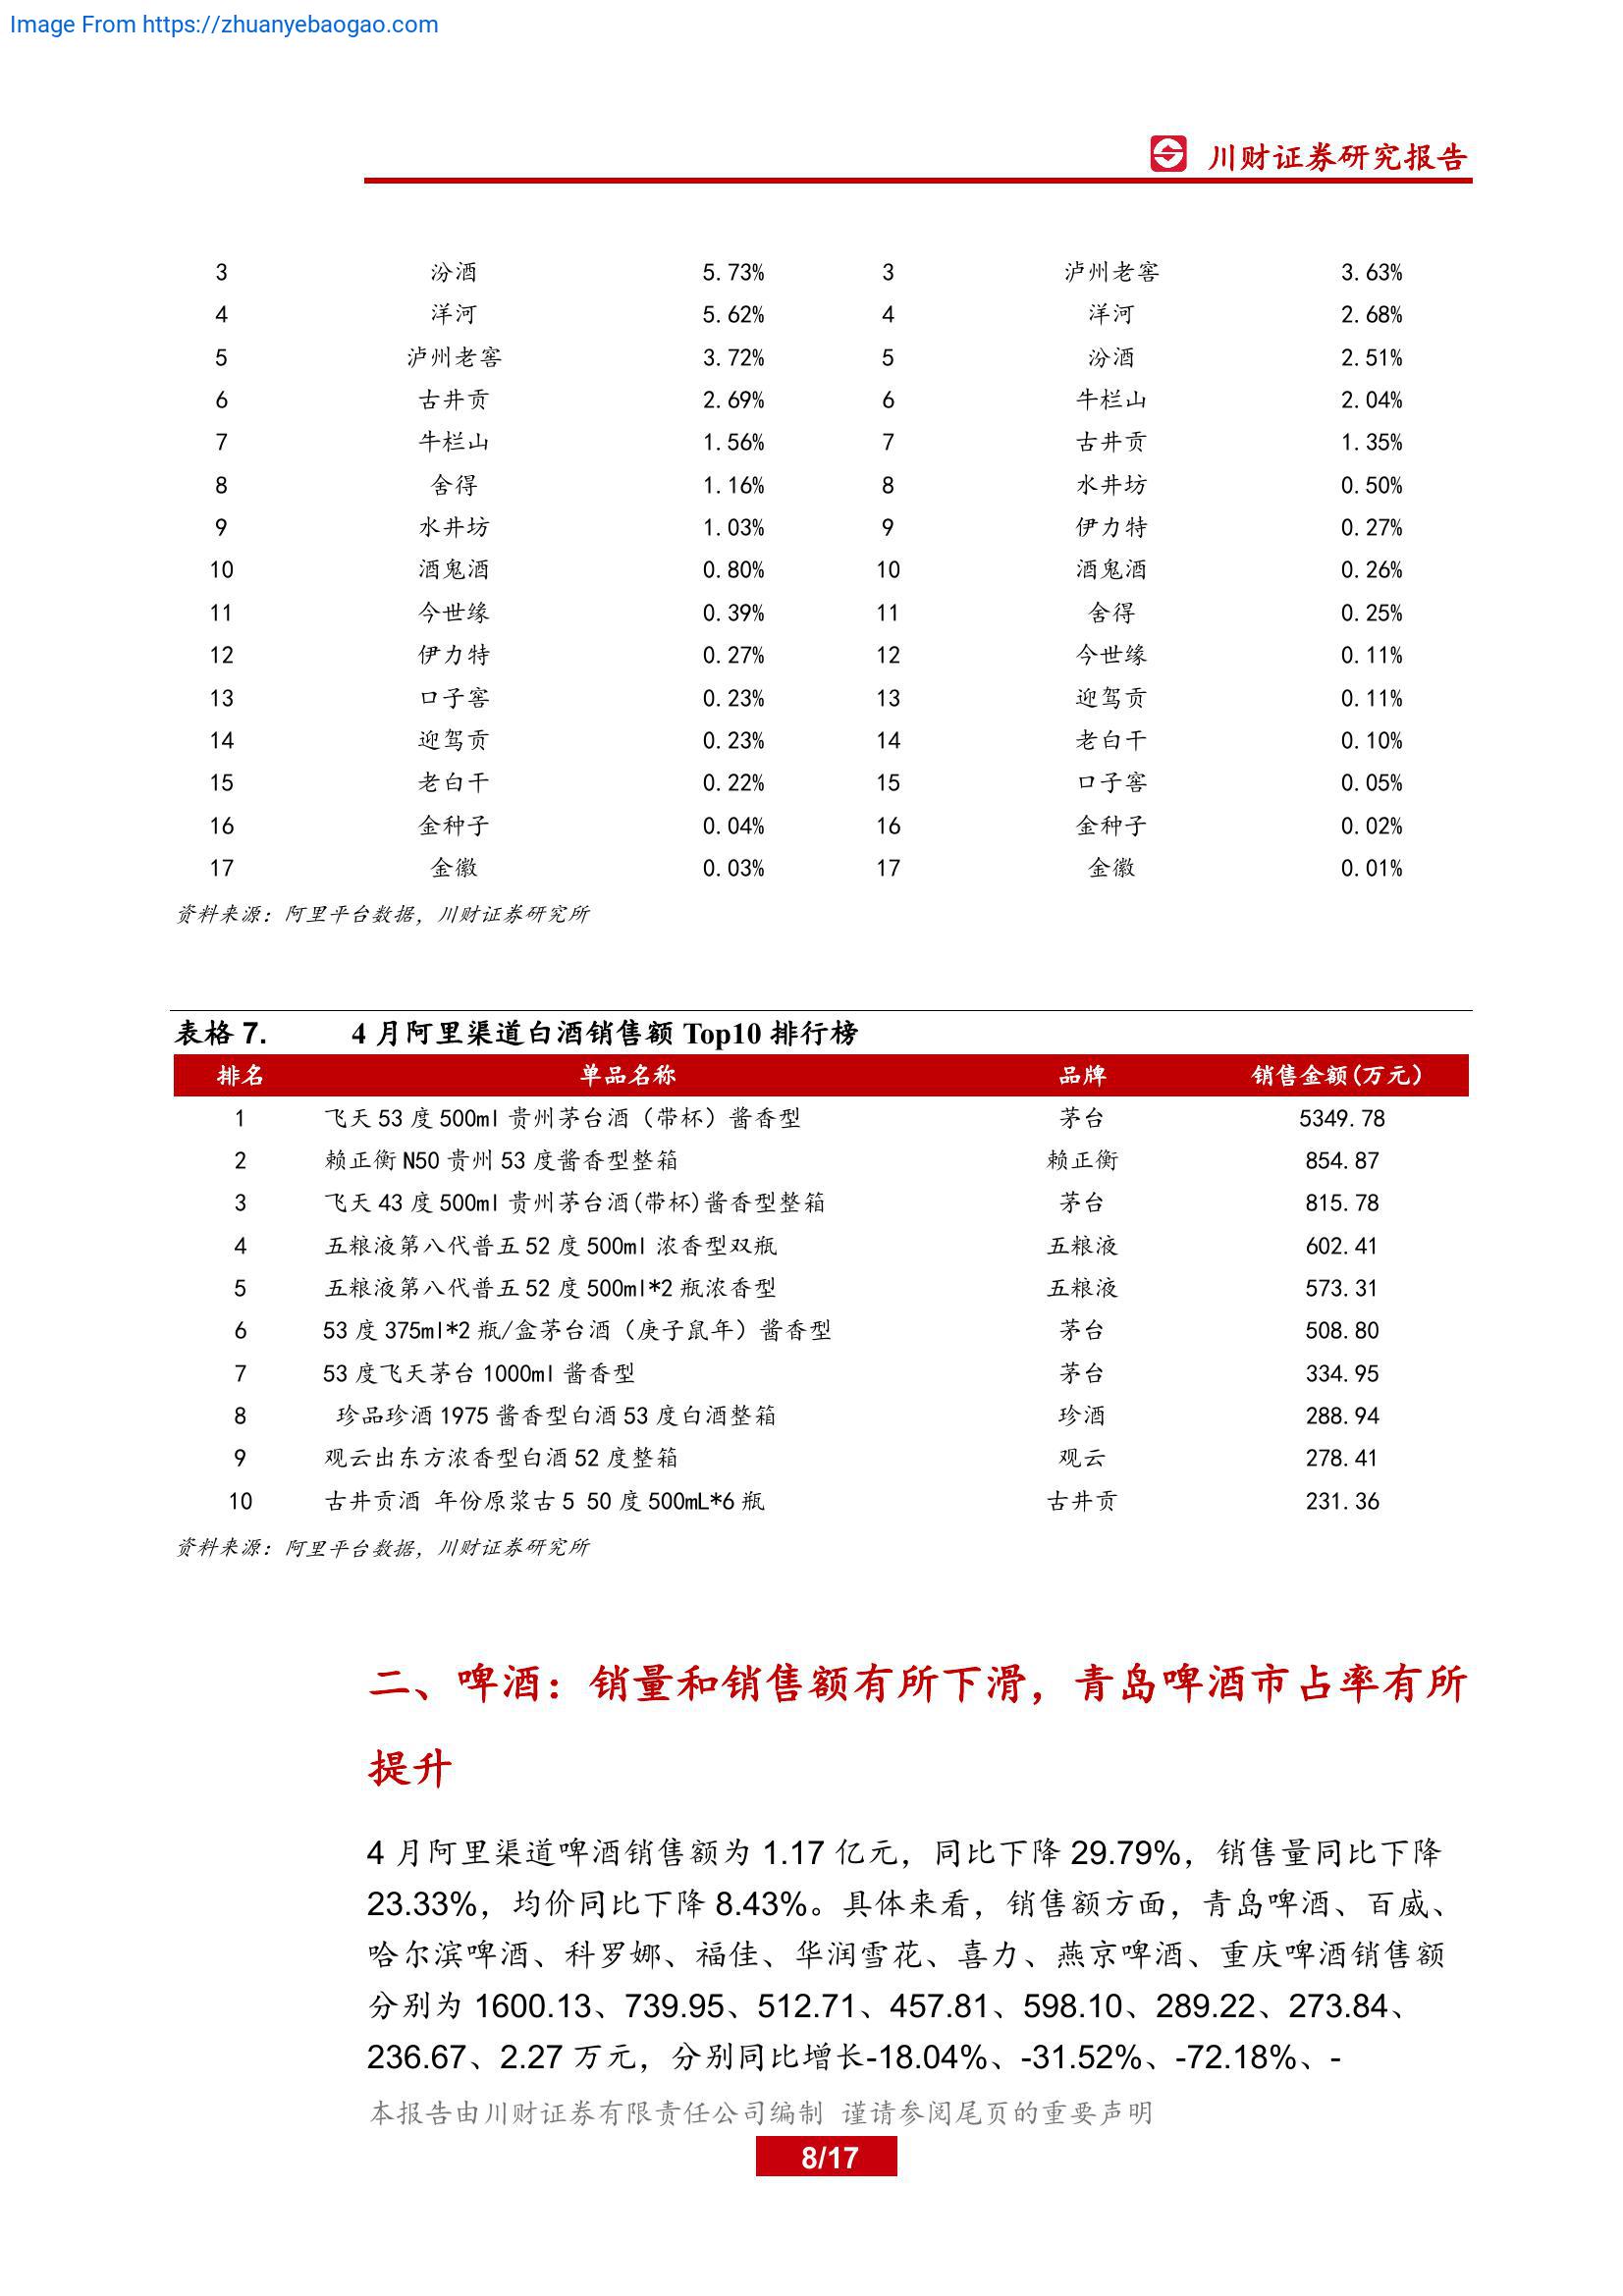 Image From https://zhuanyebaogao.com
川财证券研究报告
3 汾酒 5.73% 3 泸州老窖 3.63%
4 洋河 5.62% 4 洋河 2.68%
5 泸州老窖 3.72% 5 汾酒 2.51%
6 古井贡 2.69% 6 牛栏山 2.04%
7 牛栏山 1.56% 7 古井贡 1.35%
8 舍得 1.16% 8 水井坊 0.50%
9 水井坊 1.03% 9 伊力特 0.27%
10 酒鬼酒 0.80% 10 酒鬼酒 0.26%
11 今世缘 0.39% 11 舍得 0.25%
12 伊力特 0.27% 12 今世缘 0.11%
13 口子窖 0.23% 13 迎驾贡 0.11%
14 迎驾贡 0.23% 14 老白干 0.10%
15 老白干 0.22% 15 口子窖 0.05%
16 金种子 0.04% 16 金种子 0.02%
17 金徽 0.03% 17 金徽 0.01%
资料来源：阿里平台数据，川财证券研究所
表格 7. 4 月阿里渠道白酒销售额 Top10 排行榜
排名 单品名称 品牌 销售金额(万元)
1 飞天 53 度 500ml 贵州茅台酒（带杯）酱香型 茅台 5349.78
2 赖正衡 N50 贵州 53 度酱香型整箱 赖正衡 854.87
3 飞天 43 度 500ml 贵州茅台酒(带杯)酱香型整箱 茅台 815.78
4 五粮液第八代普五 52 度 500ml 浓香型双瓶 五粮液 602.41
5 五粮液第八代普五 52 度 500ml*2 瓶浓香型 五粮液 573.31
6 53 度 375ml*2 瓶/盒茅台酒（庚子鼠年）酱香型 茅台 508.80
7 53 度飞天茅台 1000ml 酱香型 茅台 334.95
8 珍品珍酒 1975 酱香型白酒 53 度白酒整箱 珍酒 288.94
9 观云出东方浓香型白酒 52 度整箱 观云 278.41
10 古井贡酒 年份原浆古 5 50 度 500mL*6 瓶 古井贡 231.36
资料来源：阿里平台数据，川财证券研究所
二、啤酒：销量和销售额有所下滑，青岛啤酒市占率有所
提升
4 月阿里渠道啤酒销售额为 1.17 亿元，同比下降 29.79%，销售量同比下降
23.33%，均价同比下降 8.43%。具体来看，销售额方面，青岛啤酒、百威、
哈尔滨啤酒、科罗娜、福佳、华润雪花、喜力、燕京啤酒、重庆啤酒销售额
分别为 1600.13、739.95、512.71、457.81、598.10、289.22、273.84、
236.67、2.27 万元，分别同比增长-18.04%、-31.52%、-72.18%、-
本报告由川财证券有限责任公司编制 谨请参阅尾页的重要声明
8/17